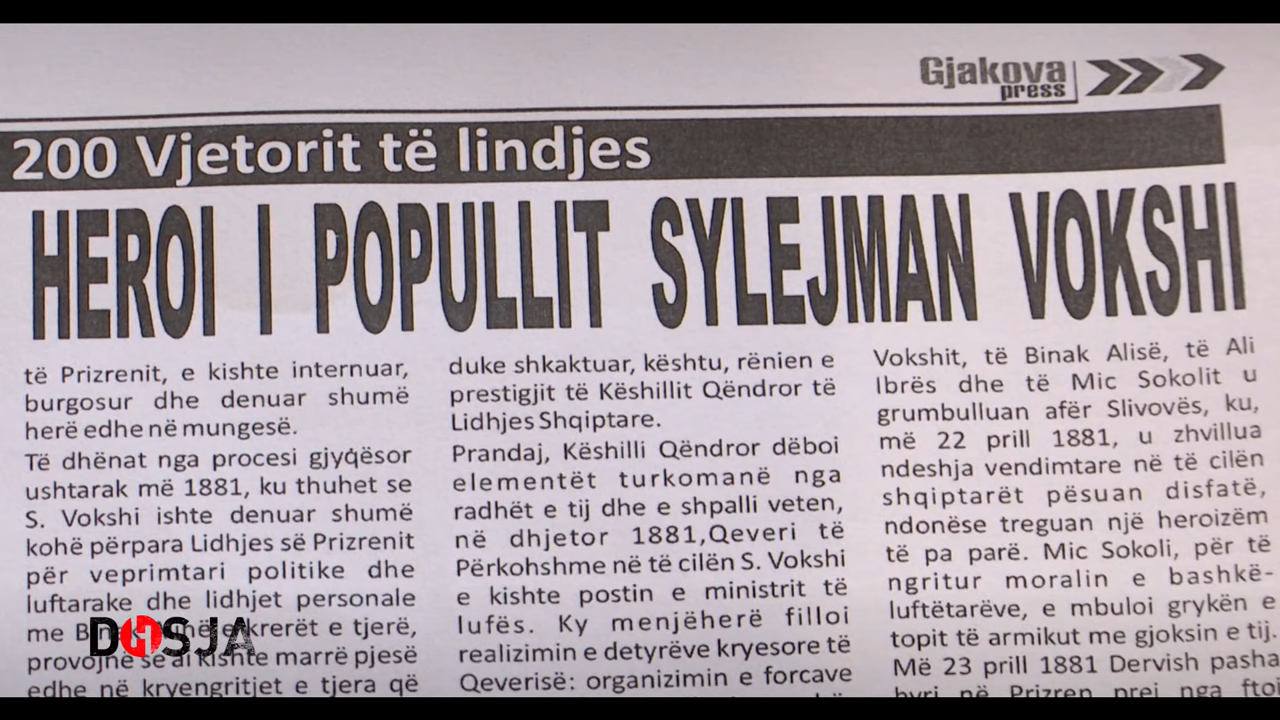 Gjakova
press
200 Vjetorit të lindjes
HEROI I POPULLIT SYLEJMAN VOKSHI
të Prizrenit, e kishte internuar,
burgosur dhe denuar shumë
herë edhe në mungesë.
Të dhënat nga procesi gjyqësor
ushtarak më 1881, ku thuhet se
S. Vokshi ishte denuar shumë
kohë përpara Lidhjes së Prizrenit
për veprimtari politike dhe
luftarake dhe lidhjet personale
me krerët e tjerë,
provojnë se ai kishte marrë pjesë
edhe në kryengritjet e tjera që
duke shkaktuar, kështu, rënien e
prestigjit të Këshillit Qëndror të
Lidhjes Shqiptare.
Prandaj, Këshilli Qëndror dëboi
elementët turkomanë nga
radhët e tij dhe e shpalli veten,
në dhjetor 1881,Qeveri të
Përkohshme në të cilën S. Vokshi
e kishte postin e ministrit të
lufës. Ky menjëherë filloi
realizimin e detyrëve kryesore të
Qeverisë: organizimin e forcave
Vokshit, të Binak Alisë, të Ali
Ibrës dhe të Mic Sokolit u
grumbulluan afër Slivovës, ku,
më 22 prill 1881, u zhvillua
ndeshja vendimtare në të cilën
shqiptarët pësuan disfatë,
ndonëse treguan një heroizëm
të pa parë. Mic Sokoli, për të
ngritur moralin e bashkë-
luftëtarëve, e mbuloi grykën e
topit të armikut me gjoksin e tij.
Më 23 prill 1881 Dervish pasha
hyri në Prizren prej nga ftoi
DOSJA